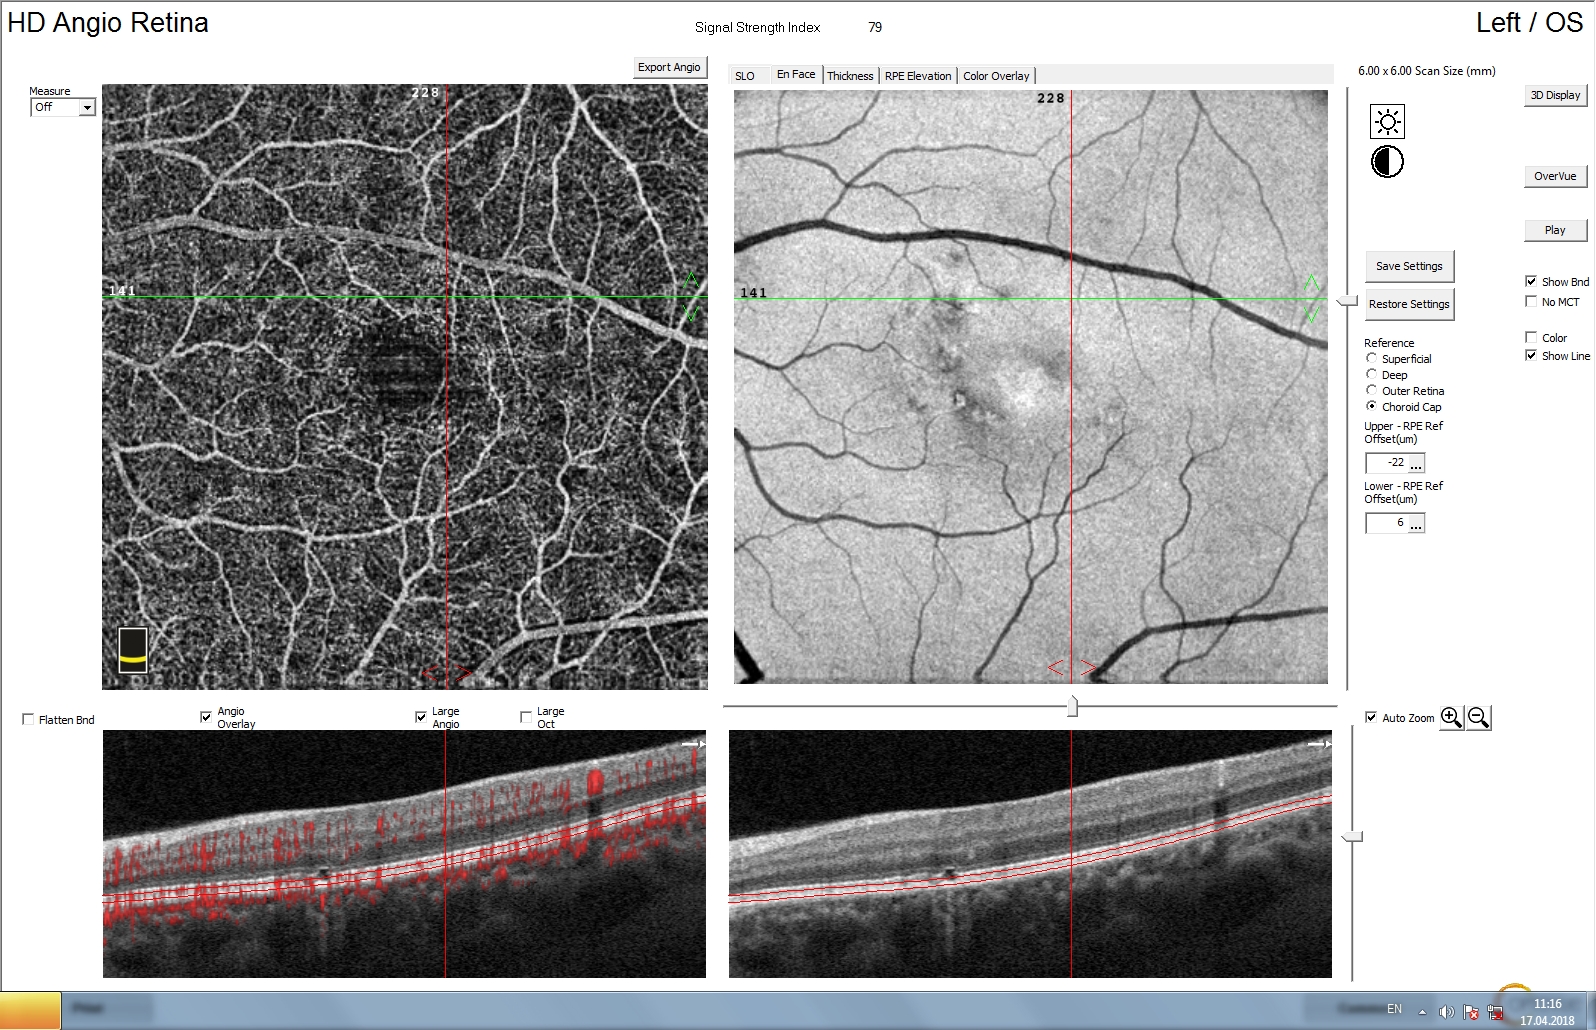 HD Angio Retina
Signal Strength Index 79
Left / OS
Export Angio
SLO
En Face
Thickness
RPE Elevation
Color Overlay
6.00 x 6.00 Scan Size (mm)
Measure
Off
228
228
3D Display
OverVue
Play
141
141
Save Settings
Restore Settings
Show Bnd
No MCT
Color
Show Line
Reference
Superficial
Deep
Outer Retina
Choroid Cap
Upper - RPE Ref
Offset(um)
-22 ...
Lower - RPE Ref
Offset(um)
6 ...
Flatten Bnd
Angio
Overlay
Large
Angio
Large
Oct
Auto Zoom
EN
11:16
17.04.2018